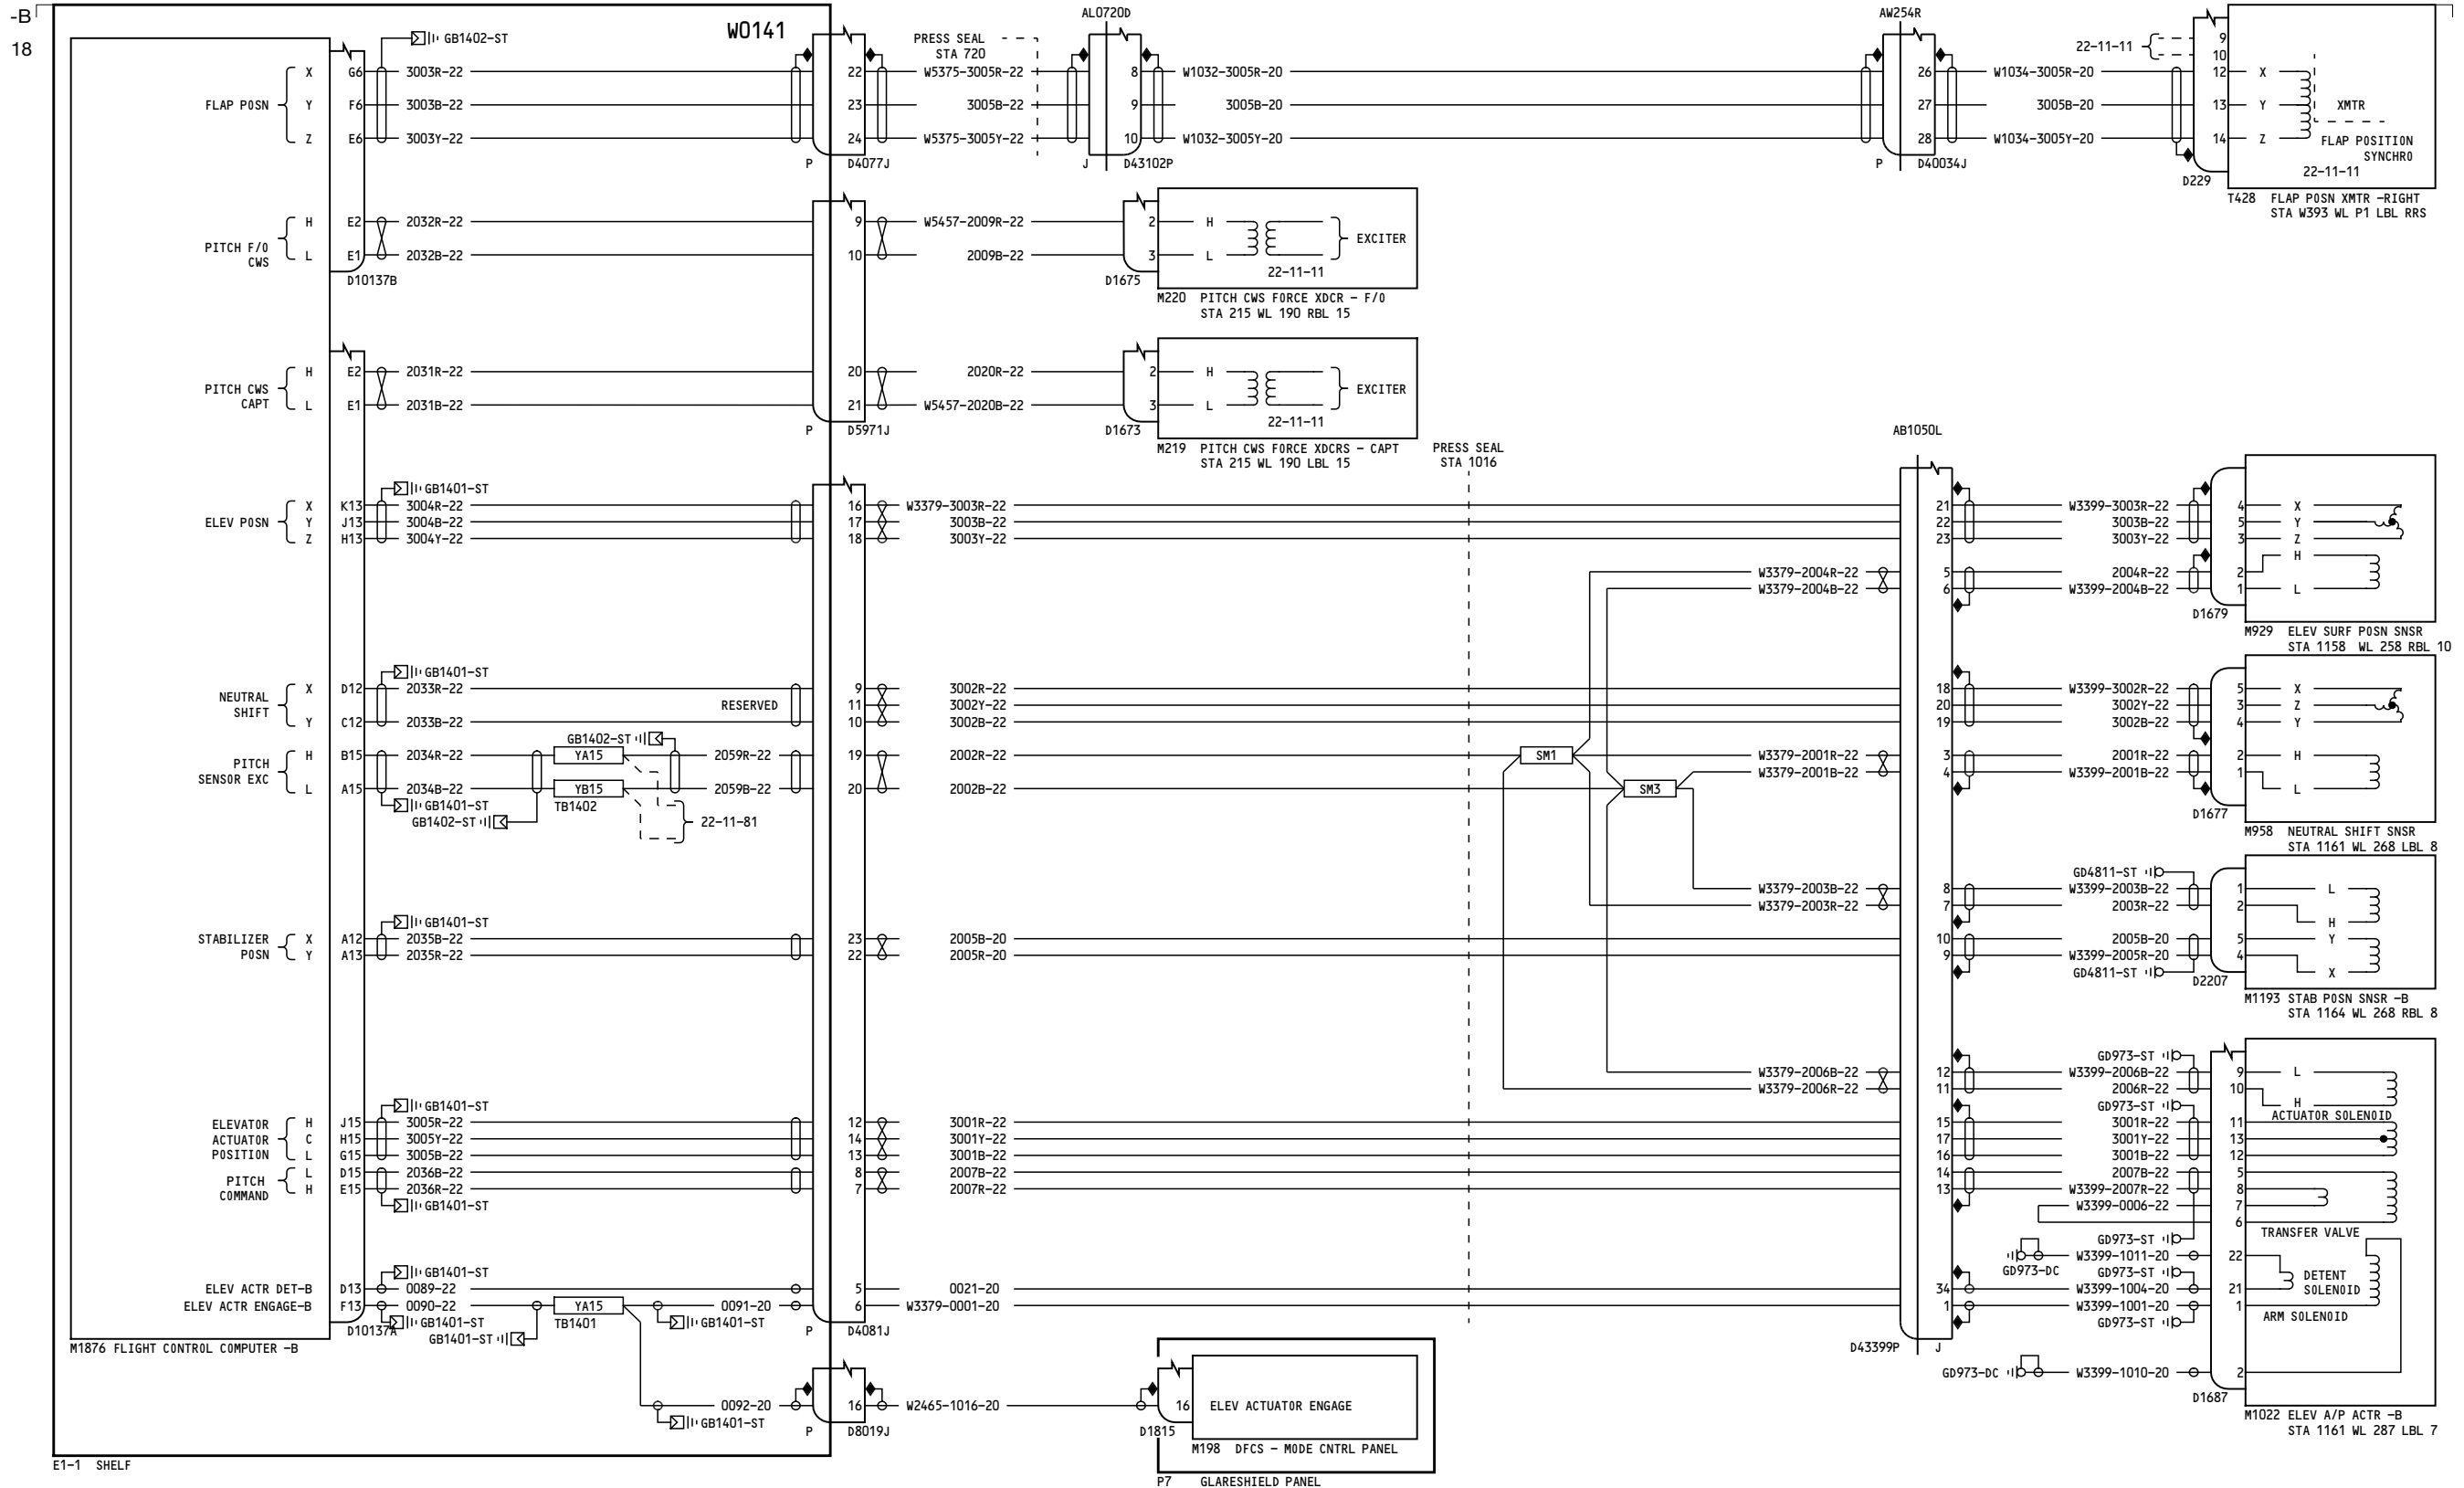 -B
18
W0141
GB1402-ST
FLAP POSN
X G6 3003R-22
Y F6 3003B-22
Z E6 3003Y-22
22
23
24
P D4077J
PRESS SEAL
STA 720
W5375-3005R-22
3005B-22
W5375-3005Y-22
AL0720D
8
9
10
J D43102P
W1032-3005R-20
3005B-20
W1032-3005Y-20
AW254R
26
27
28
P D40034J
W1034-3005R-20
3005B-20
W1034-3005Y-20
22-11-11
9
10
12 X
13 Y
14 Z
D229
XMTR
FLAP POSITION
SYNCHRO
22-11-11
T428 FLAP POSN XMTR -RIGHT
STA W393 WL P1 LBL RRS
PITCH F/O
CWS
H E2 2032R-22
L E1 2032B-22
D10137B
9 W5457-2009R-22
10 2009B-22
2 H
3 L
D1675
EXCITER
22-11-11
M220 PITCH CWS FORCE XDCR - F/O
STA 215 WL 190 RBL 15
PITCH CWS
CAPT
H E2 2031R-22
L E1 2031B-22
20 2020R-22
21 W5457-2020B-22
P D5971J
2 H
3 L
D1673
EXCITER
22-11-11
M219 PITCH CWS FORCE XDCRS - CAPT
STA 215 WL 190 LBL 15
PRESS SEAL
STA 1016
AB1050L
GB1401-ST
ELEV POSN
X K13 3004R-22
Y J13 3004B-22
Z H13 3004Y-22
16 W3379-3003R-22
17 3003B-22
18 3003Y-22
21 W3399-3003R-22
22 3003B-22
23 3003Y-22
4 X
5 Y
3 Z
H
W3379-2004R-22 5 2004R-22 2
W3379-2004B-22 6 W3399-2004B-22 1 L
D1679
M929 ELEV SURF POSN SNSR
STA 1158 WL 258 RBL 10
GB1401-ST
NEUTRAL
SHIFT
X D12 2033R-22
RESERVED
Y C12 2033B-22
9 3002R-22
11 3002Y-22
10 3002B-22
18 W3399-3002R-22 5 X
20 3002Y-22 3 Z
19 3002B-22 4 Y
GB1402-ST
PITCH
SENSOR EXC
H B15 2034R-22 YA15 2059R-22
L A15 2034B-22 YB15 2059B-22
GB1401-ST
TB1402
GB1402-ST
22-11-81
19 2002R-22
20 2002B-22
SM1
SM3
W3379-2001R-22 3 2001R-22 2 H
W3379-2001B-22 4 W3399-2001B-22 1
L
D1677
M958 NEUTRAL SHIFT SNSR
STA 1161 WL 268 LBL 8
GD4811-ST
W3379-2003B-22 8 W3399-2003B-22 1 L
W3379-2003R-22 7 2003R-22 2
H
GB1401-ST
STABILIZER
POSN
X A12 2035B-22
Y A13 2035R-22
23 2005B-20
22 2005R-20
10 2005B-20 5 Y
9 W3399-2005R-20 4
X
GD4811-ST
D2207
M1193 STAB POSN SNSR -B
STA 1164 WL 268 RBL 8
GD973-ST
W3379-2006B-22 12 W3399-2006B-22 9 L
W3379-2006R-22 11 2006R-22 10
H
GD973-ST
ACTUATOR SOLENOID
GB1401-ST
ELEVATOR
ACTUATOR
POSITION
H J15 3005R-22
C H15 3005Y-22
L G15 3005B-22
12 3001R-22
14 3001Y-22
13 3001B-22
15 3001R-22 11
17 3001Y-22 13
16 3001B-22 12
PITCH
COMMAND
L D15 2036B-22
H E15 2036R-22
GB1401-ST
8 2007B-22
7 2007R-22
14 2007B-22 5
13 W3399-2007R-22 8
W3399-0006-22 7
6
TRANSFER VALVE
GD973-ST
W3399-1011-20 22
GD973-DC
GD973-ST
DETENT
SOLENOID
GB1401-ST
ELEV ACTR DET-B D13 0089-22
5 0021-20
34 W3399-1004-20 21
ELEV ACTR ENGAGE-B F13 0090-22 YA15 0091-20
6 W3379-0001-20
1 W3399-1001-20 1
GB1401-ST
D10137A
GB1401-ST
TB1401
GB1401-ST
P D4081J
GD973-ST
ARM SOLENOID
M1876 FLIGHT CONTROL COMPUTER -B
D43399P J
GD973-DC W3399-1010-20 2
D1687
M1022 ELEV A/P ACTR -B
STA 1161 WL 287 LBL 7
0092-20 16 W2465-1016-20 16 ELEV ACTUATOR ENGAGE
GB1401-ST
P D8019J
D1815
M198 DFCS - MODE CNTRL PANEL
E1-1 SHELF
P7 GLARESHIELD PANEL